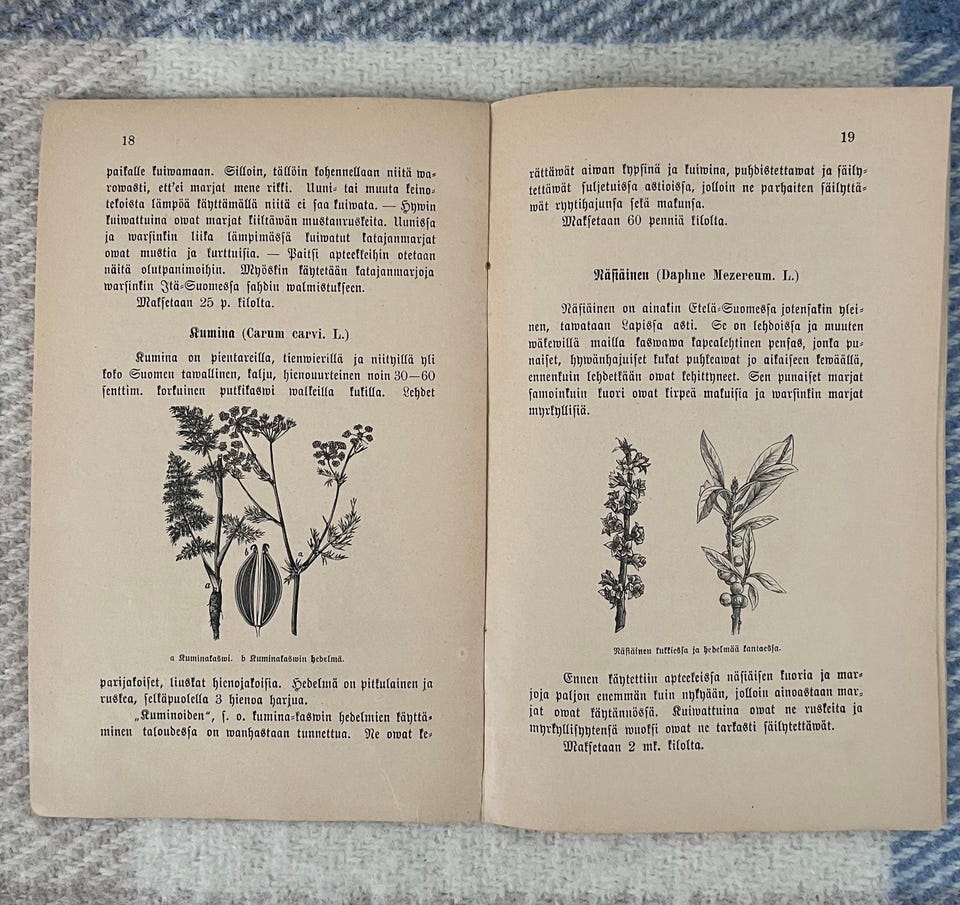 18
paikalle kuiwamaan. Silloin, tällöin kohennellaan niitä wa-
rowasti, ett'ei marjat mene rikki. Uuni- tai muuta keino-
tekoista lämpöä käyttämällä niitä ei saa kuiwata. — Hywin
kuiwattuina owat marjat kiiltäwän mustanruskeita. Uunissa
ja warsinkin liika lämpimässä kuiwatut katajanmarjat
owat mustia ja kurttuisia. — Paitsi apteekkeihin otetaan
näitä olutpanimoihin. Myöskin käytetään katajanmarjoja
warsinkin Itä-Suomessa sahdin walmistukseen.
Maksetaan 25 p. kilolta.
Kumina (Carum carvi. L.)
Kumina on pientareilla, tienwierillä ja niityillä yli
koko Suomen tawallinen, kalju, hienouurteinen noin 30—60
senttim. korkuinen putkikaswi walkeilla kukilla. Lehdet
a
b
a
a Kuminakaswi. b Kuminakaswin hedelmä.
parijakoiset, liuskat hienojakoisia. Hedelmä on pitkulainen ja
ruskea, selkäpuolella 3 hienoa harjua.
„Kuminoiden", s. o. kumina-kaswin hedelmien käyttä-
minen taloudessa on wanhastaan tunnettua. Ne owat ke-
19
rättäwät aiwan kypsinä ja kuiwina, puhdistettawat ja säily-
tettäwät suljetuissa astioissa, jolloin ne parhaiten säilyttä-
wät ryytihajunsa sekä makunsa.
Maksetaan 60 penniä kilolta.
Näsiäinen (Daphne Mezereum. L.)
Näsiäinen on ainakin Etelä-Suomessa jotensakin ylei-
nen, tawataan Lapissa asti. Se on lehdoissa ja muuten
wäkewillä mailla kaswawa kapealehtinen pensas, jonka pu-
naiset, hywänhajuiset kukat puhkeawat jo aikaiseen kewäällä,
ennenkuin lehdetkään owat kehittyneet. Sen punaiset marjat
samoinkuin kuori owat kirpeä makuisia ja warsinkin marjat
myrkyllisiä.
Näsiäinen kukkiessa ja hedelmää kantaessa.
Ennen käytettiin apteekeissa näsiäisen kuoria ja mar-
joja paljon enemmän kuin nykyään, jolloin ainoastaan mar-
jat owat käytännössä. Kuiwattuina owat ne ruskeita ja
myrkyllisyytensä wuoksi owat ne tarkasti säilytettäwät.
Maksetaan 2 mk. kilolta.